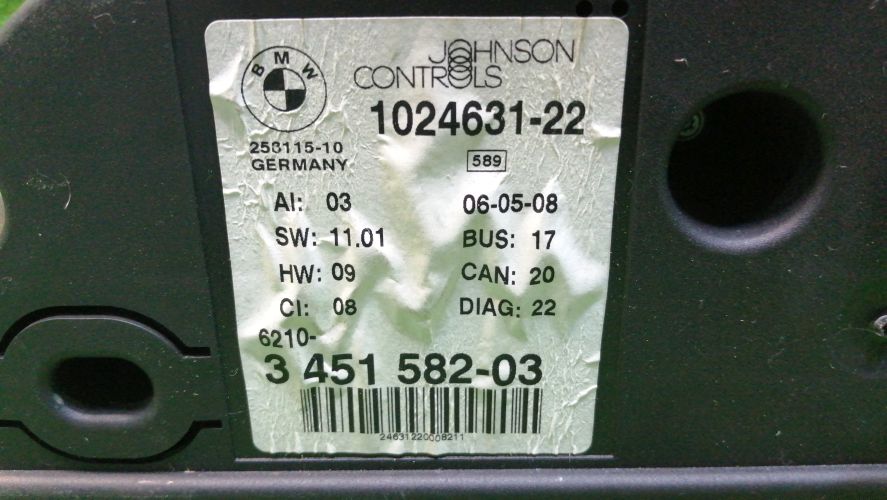 BMW
JOHNSON
CONTROLS
1024631-22
258115-10
GERMANY
589
AI: 03 06-05-08
SW: 11.01 BUS: 17
HW: 09 CAN: 20
CI: 08 DIAG: 22
6210-
3 451 582-03
24631220008211